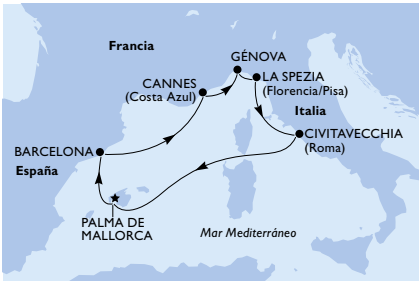 Francia
GÉNOVA
LA SPEZIA
(Florencia/Pisa)
CANNES
(Costa Azul)
Italia
CIVITAVECCHIA
(Roma)
BARCELONA
España
PALMA DE
MALLORCA
Mar Mediterráneo